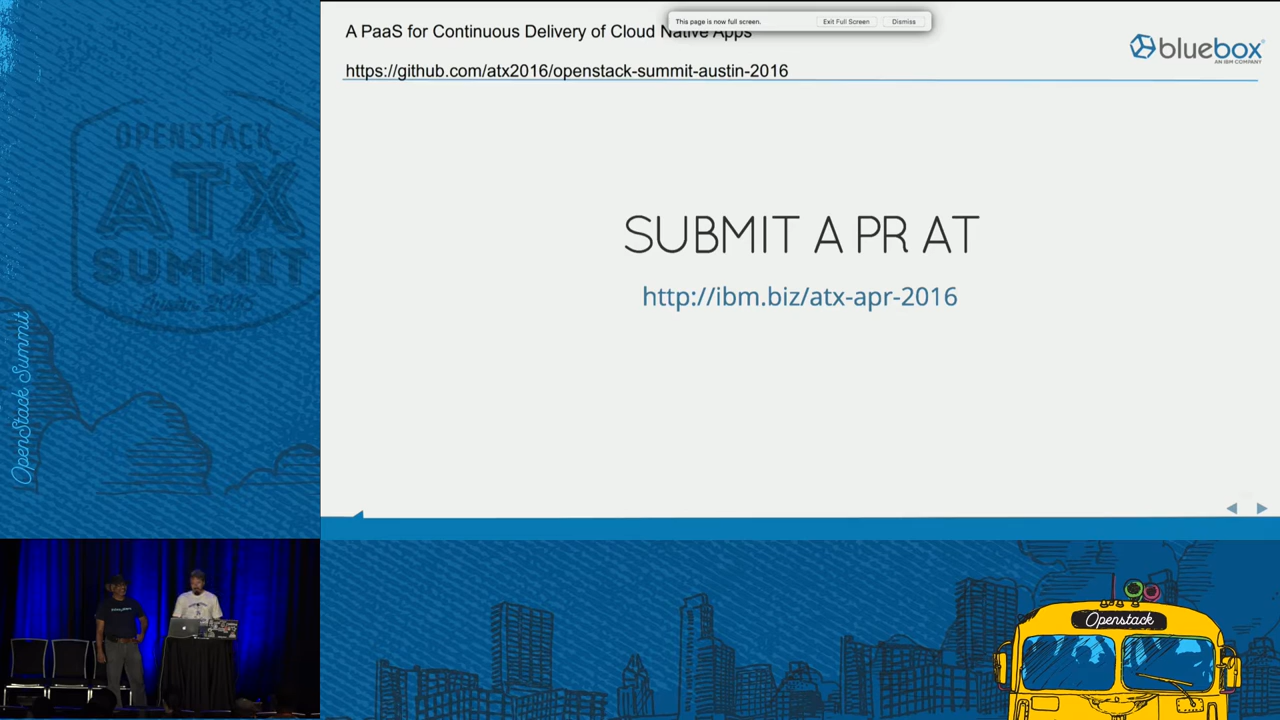 A PaaS for Continuous Delivery of Cloud Native Apps
https://github.com/atx2016/openstack-summit-austin-2016
This page is now full screen.
Exit Full Screen
Dismiss
bluebox
AN IBM COMPANY
SUBMIT A PR AT
http://ibm.biz/atx-apr-2016
OPENSTACK
ATX
SUMMIT
Austin 2016
OpenStack Summit
Openstack